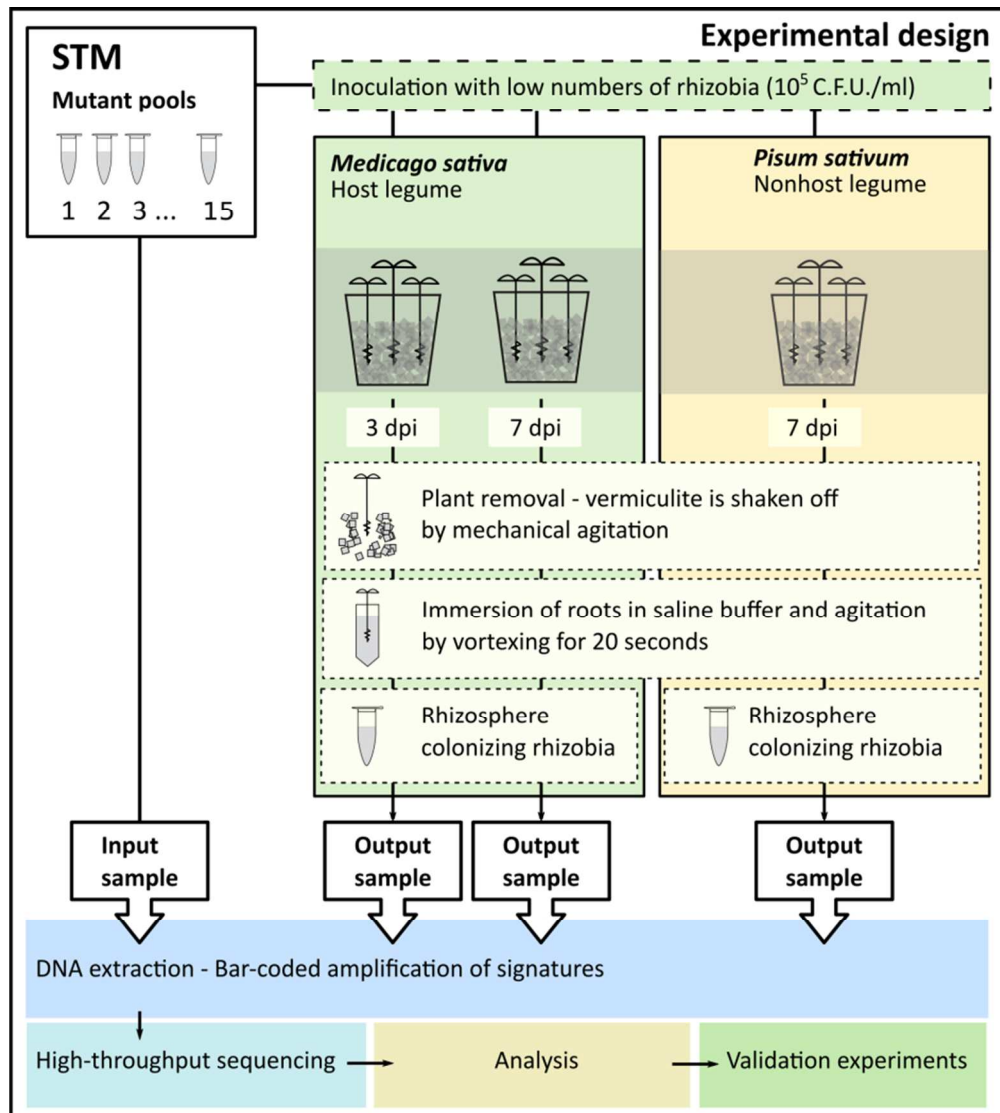 Experimental design
STM
Mutant pools
1 2 3 ... 15
Inoculation with low numbers of rhizobia (10⁵ C.F.U./ml)
Medicago sativa
Host legume
Pisum sativum
Nonhost legume
3 dpi
7 dpi
7 dpi
Plant removal - vermiculite is shaken off
by mechanical agitation
Immersion of roots in saline buffer and agitation
by vortexing for 20 seconds
Rhizosphere
colonizing rhizobia
Rhizosphere
colonizing rhizobia
Input
sample
Output
sample
Output
sample
Output
sample
DNA extraction - Bar-coded amplification of signatures
High-throughput sequencing
Analysis
Validation experiments